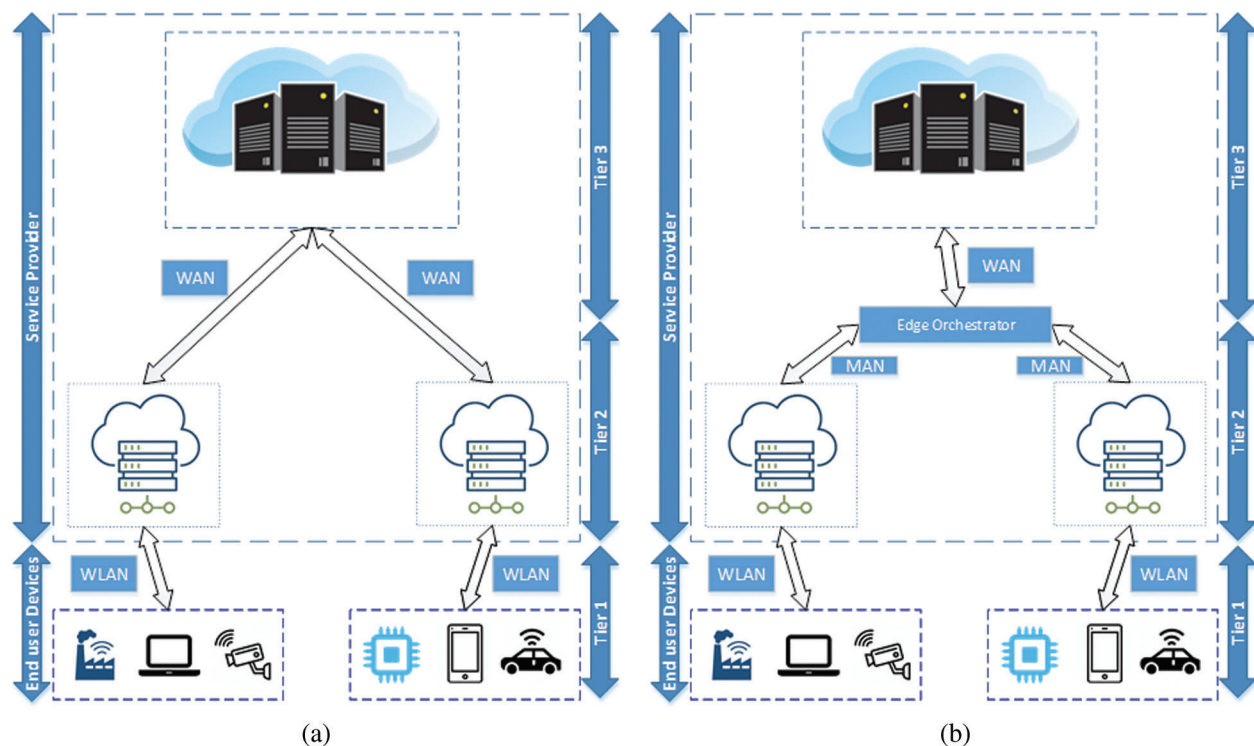 Service Provider
End user Devices
WAN
WAN
WLAN
WLAN
Tier 3
Tier 2
Tier 1
(a)
Service Provider
End user Devices
WAN
Edge Orchestrator
MAN
MAN
WLAN
WLAN
Tier 3
Tier 2
Tier 1
(b)